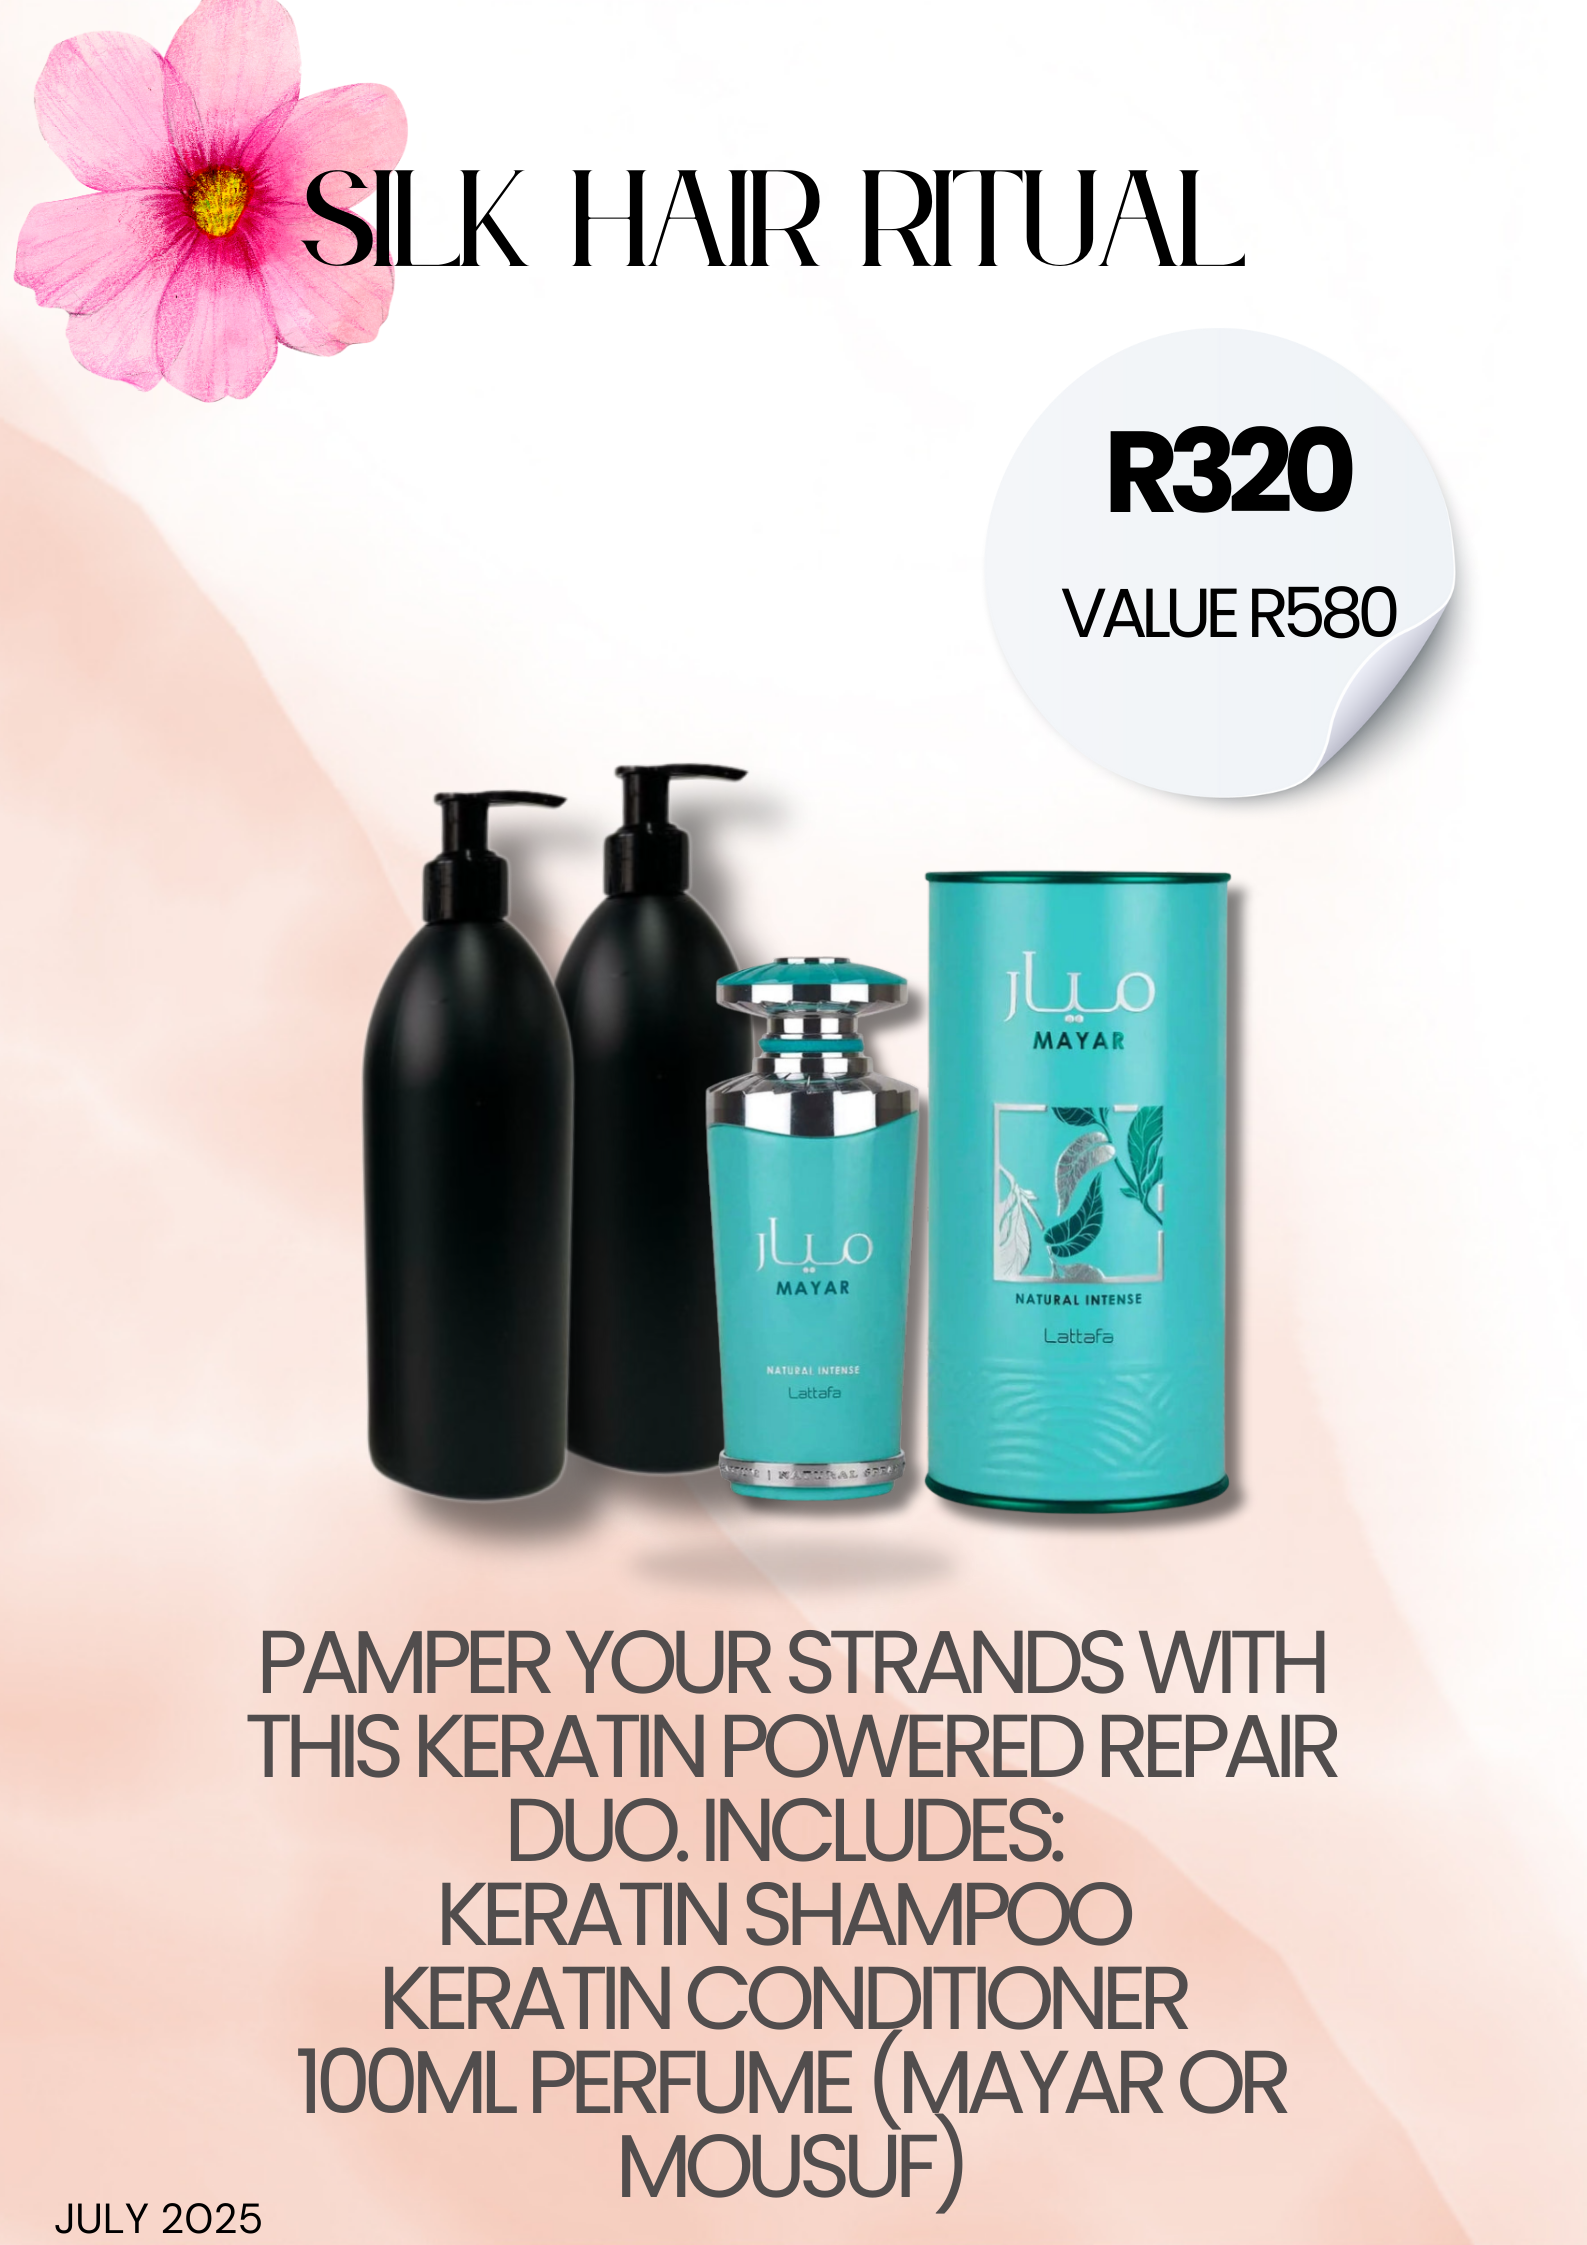 SILK HAIR RITUAL
R320
VALUE R580
ميار
MAYAR
NATURAL INTENSE
Lattafa
ميار
MAYAR
NATURAL INTENSE
Lattafa
NATURAL
PAMPER YOUR STRANDS WITH
THIS KERATIN POWERED REPAIR
DUO. INCLUDES:
KERATIN SHAMPOO
KERATIN CONDITIONER
100ML PERFUME (MAYAR OR
MOUSUF)
JULY 2025